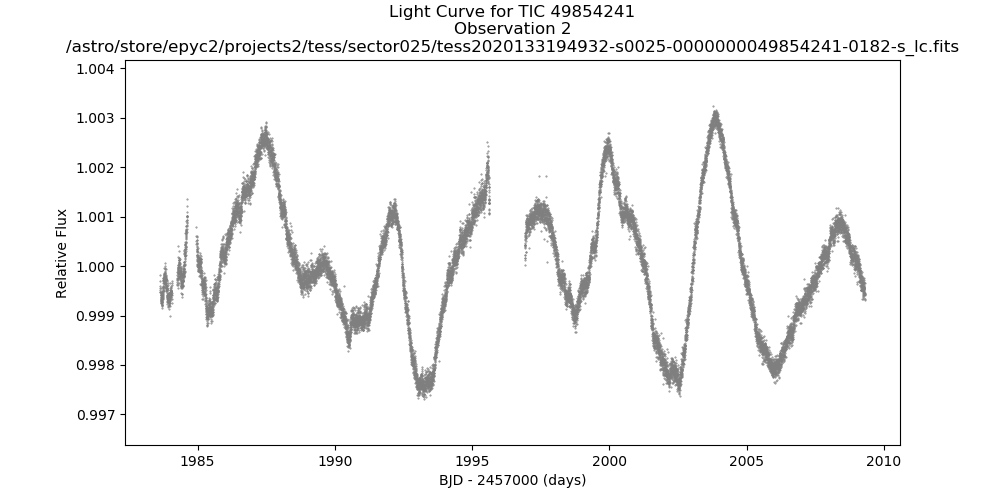 Light Curve for TIC 49854241
Observation 2
/astro/store/epyc2/projects2/tess/sector025/tess2020133194932-s0025-0000000049854241-0182-s_lc.fits
1.004
1.003
1.002
1.001
1.000
0.999
0.998
0.997
Relative Flux
1985
1990
1995
2000
2005
2010
BJD - 2457000 (days)